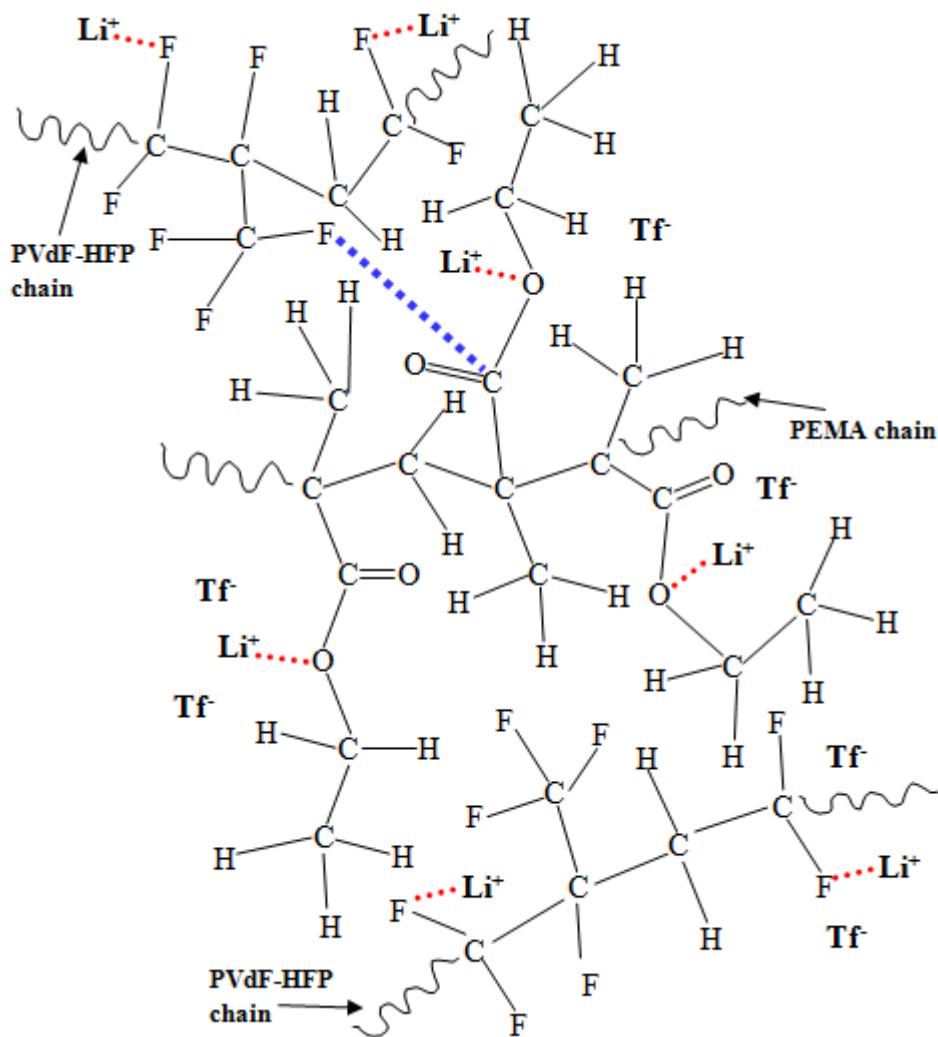 H
Li⁺ F Li⁺
F F H
H C
C H
C F
C
F C C
H H Tf⁻
F C F H
PVdF-HFP Li⁺
chain F H O H
F H
H H
O C C
H C H
PEMA chain
C C
C C C O Tf⁻
H H
Li⁺
Tf⁻ C O C
H H O C H
Li⁺ O H
H C H
Tf⁻
F F F
H C H H H Tf⁻
F C C
C C
H H Li⁺
F Li⁺ C F
H H Tf⁻
C
PVdF-HFP F
chain F